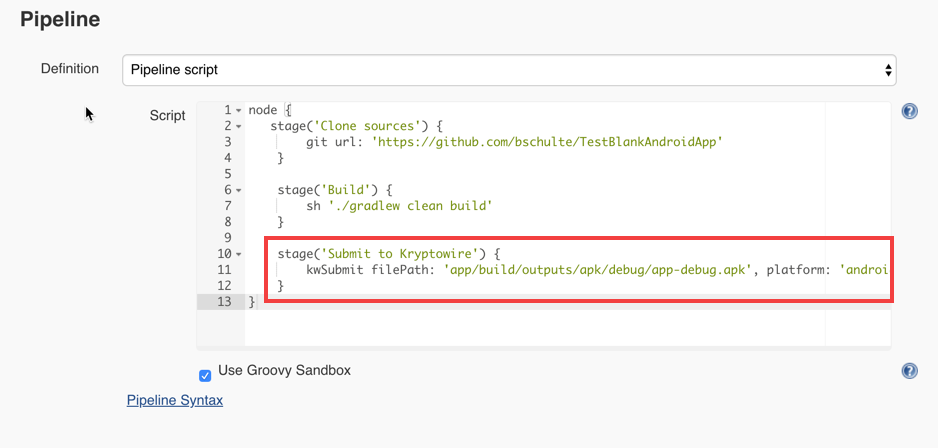 Pipeline
Definition
Pipeline script
Script
1 node {
2 stage('Clone sources') {
3 git url: 'https://github.com/bschulte/TestBlankAndroidApp'
4 }
5
6 stage('Build') {
7 sh './gradlew clean build'
8 }
9
10 stage('Submit to Kryptowire') {
11 kwSubmit filePath: 'app/build/outputs/apk/debug/app-debug.apk', platform: 'androi
12 }
13 }
Use Groovy Sandbox
Pipeline Syntax